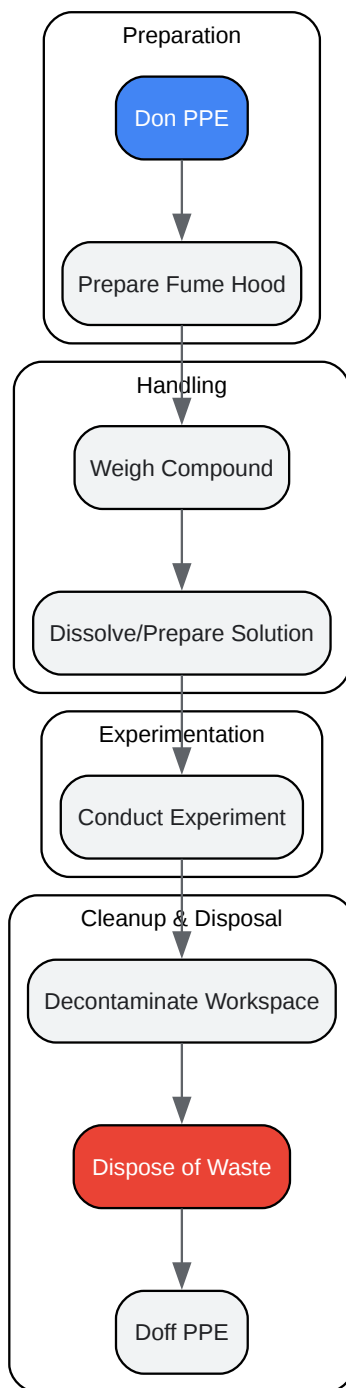 Preparation
Don PPE
Prepare Fume Hood
Handling
Weigh Compound
Dissolve/Prepare Solution
Experimentation
Conduct Experiment
Cleanup & Disposal
Decontaminate Workspace
Dispose of Waste
Doff PPE